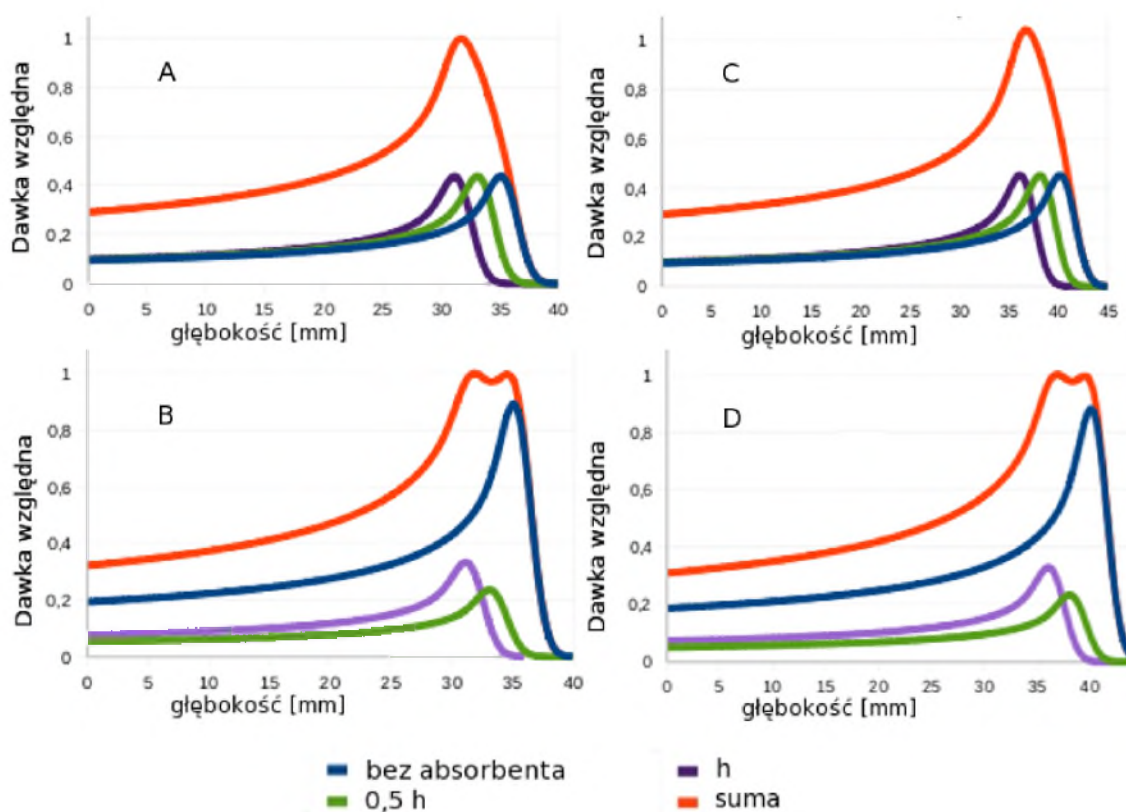 A
Dawka względna
1
0,8
0,6
0,4
0,2
0
0 5 10 15 20 25 30 35 40
głębokość [mm]
C
Dawka względna
1
0,8
0,6
0,4
0,2
0
0 5 10 15 20 25 30 35 40 45
głębokość [mm]
B
Dawka względna
1
0,8
0,6
0,4
0,2
0
0 5 10 15 20 25 30 35 40
głębokość [mm]
D
Dawka względna
1
0,8
0,6
0,4
0,2
0
0 5 10 15 20 25 30 35 40
głębokość [mm]
bez absorbenta
h
0,5 h
suma